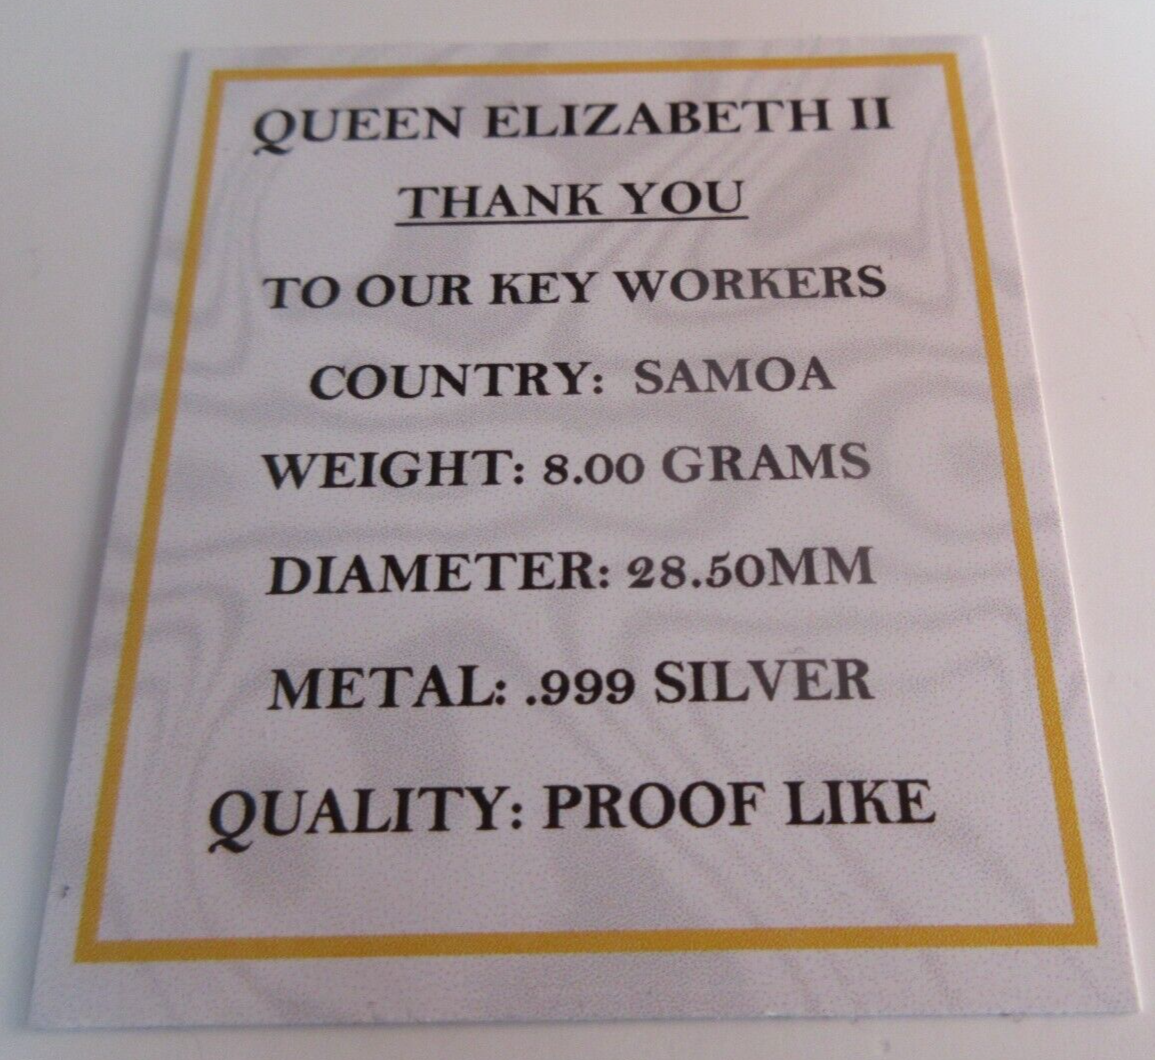 QUEEN ELIZABETH II
THANK YOU
TO OUR KEY WORKERS
COUNTRY: SAMOA
WEIGHT: 8.00 GRAMS
DIAMETER: 28.50MM
METAL: .999 SILVER
QUALITY: PROOF LIKE